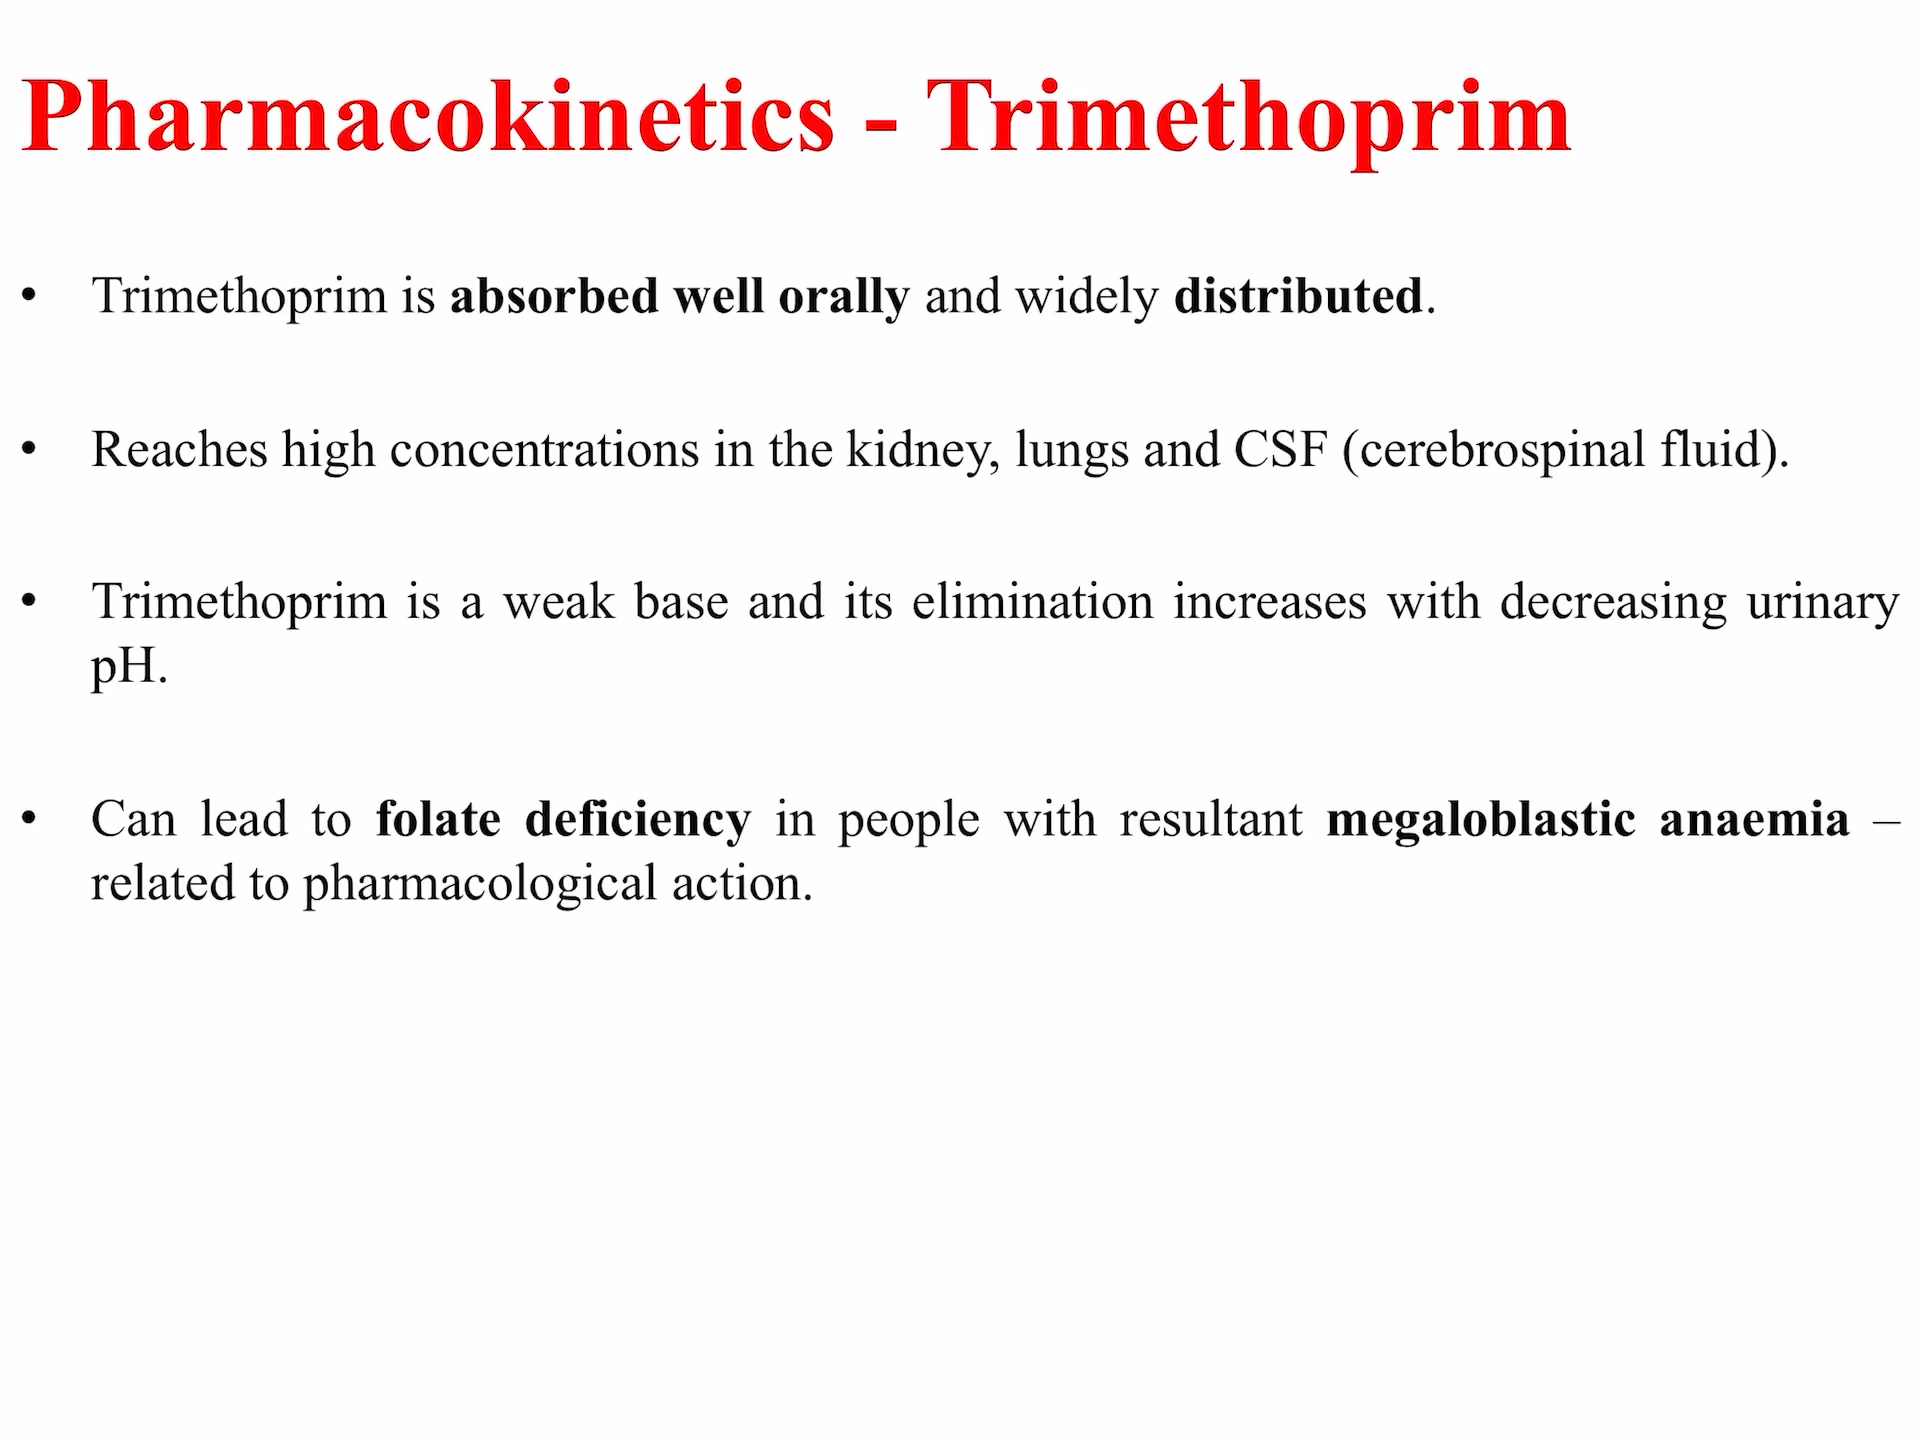 Pharmacokinetics - Trimethoprim
• Trimethoprim is absorbed well orally and widely distributed.
• Reaches high concentrations in the kidney, lungs and CSF (cerebrospinal fluid).
• Trimethoprim is a weak base and its elimination increases with decreasing urinary
pH.
• Can lead to folate deficiency in people with resultant megaloblastic anaemia –
related to pharmacological action.